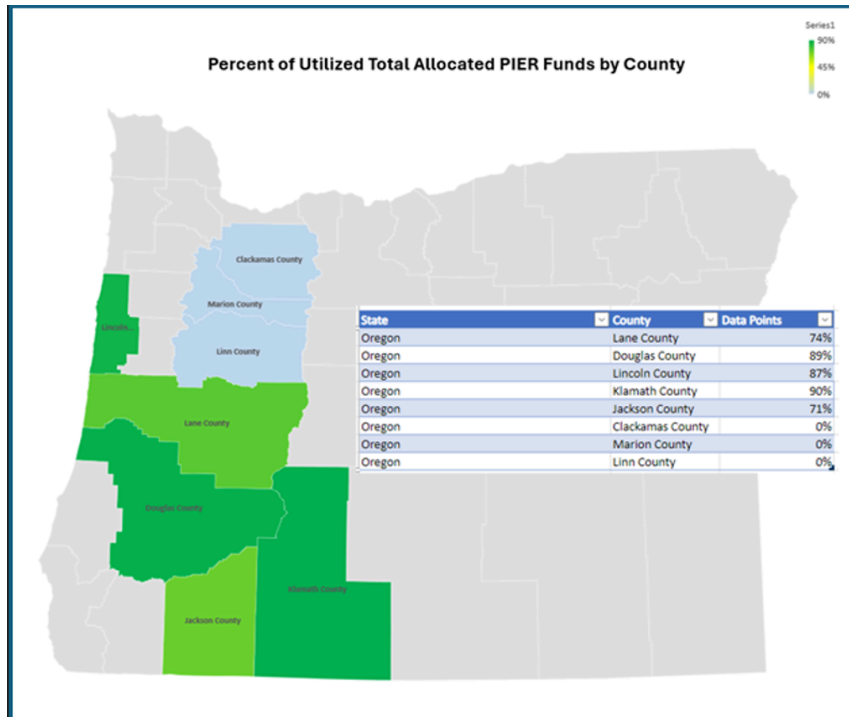 Series1
90%
45%
0%
Percent of Utilized Total Allocated PIER Funds by County
Clackamas County
Marion County
Lincoln...
Linn County
Lane County
Douglas County
Klamath County
Jackson County
State County Data Points
Oregon Lane County 74%
Oregon Douglas County 89%
Oregon Lincoln County 87%
Oregon Klamath County 90%
Oregon Jackson County 71%
Oregon Clackamas County 0%
Oregon Marion County 0%
Oregon Linn County 0%